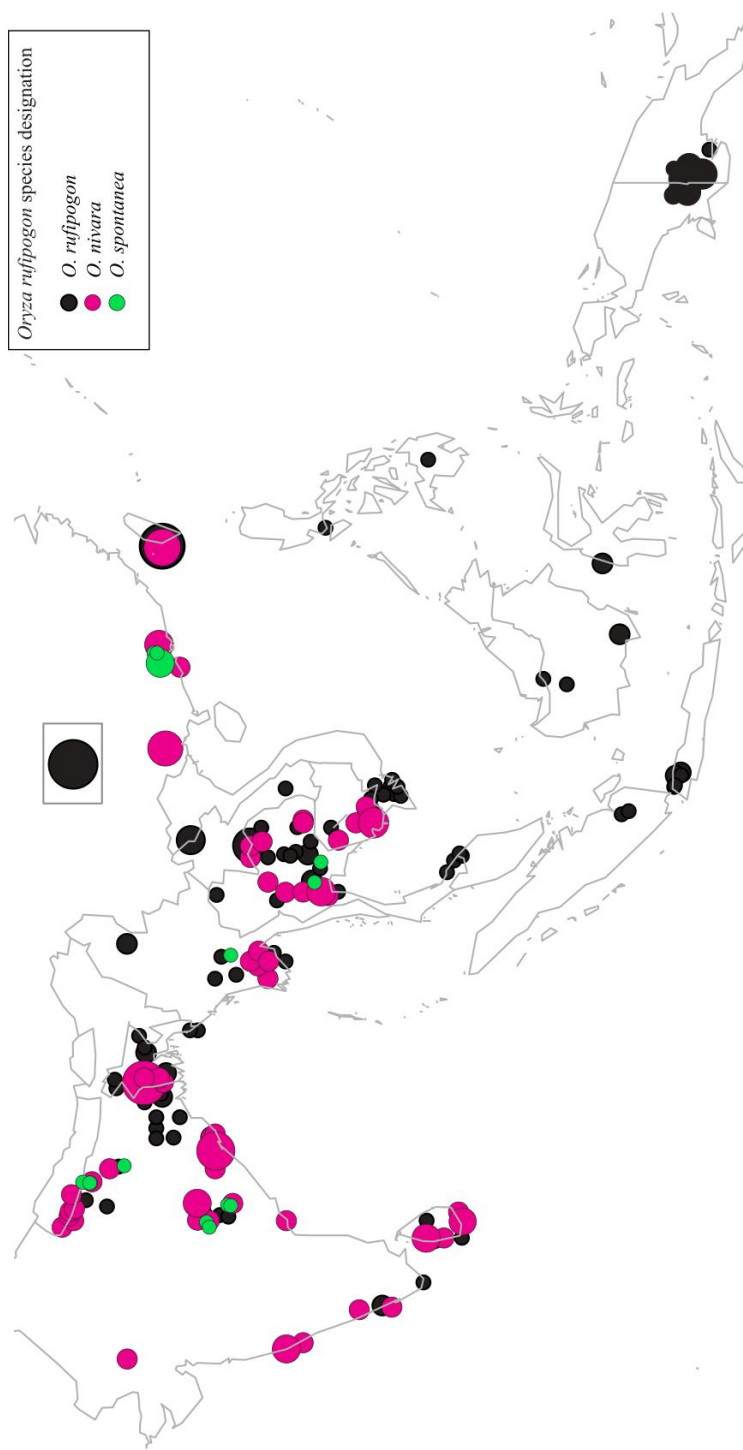 Oryza rufipogon species designation
O. rufipogon
O. nivara
O. spontanea